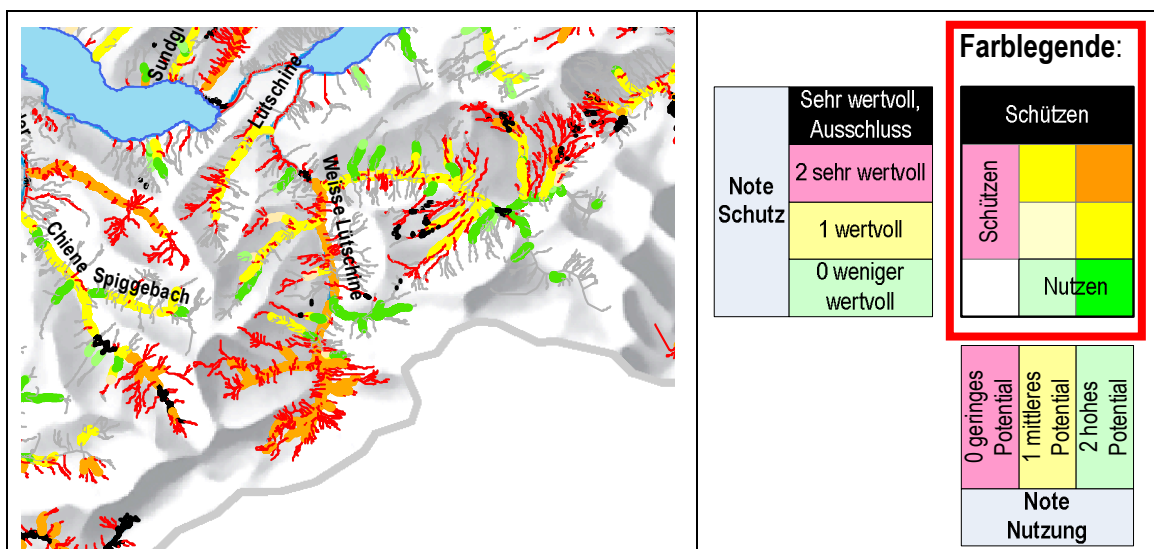 Sundgr
Lütschine
Weisse Lütschine
Chiene
Spiggebach
Farblegende:
Sehr wertvoll,
Ausschluss
2 sehr wertvoll
1 wertvoll
0 weniger
wertvoll
Note
Schutz
Schützen
Schützen
Nutzen
0 geringes
Potential
1 mittleres
Potential
2 hohes
Potential
Note
Nutzung